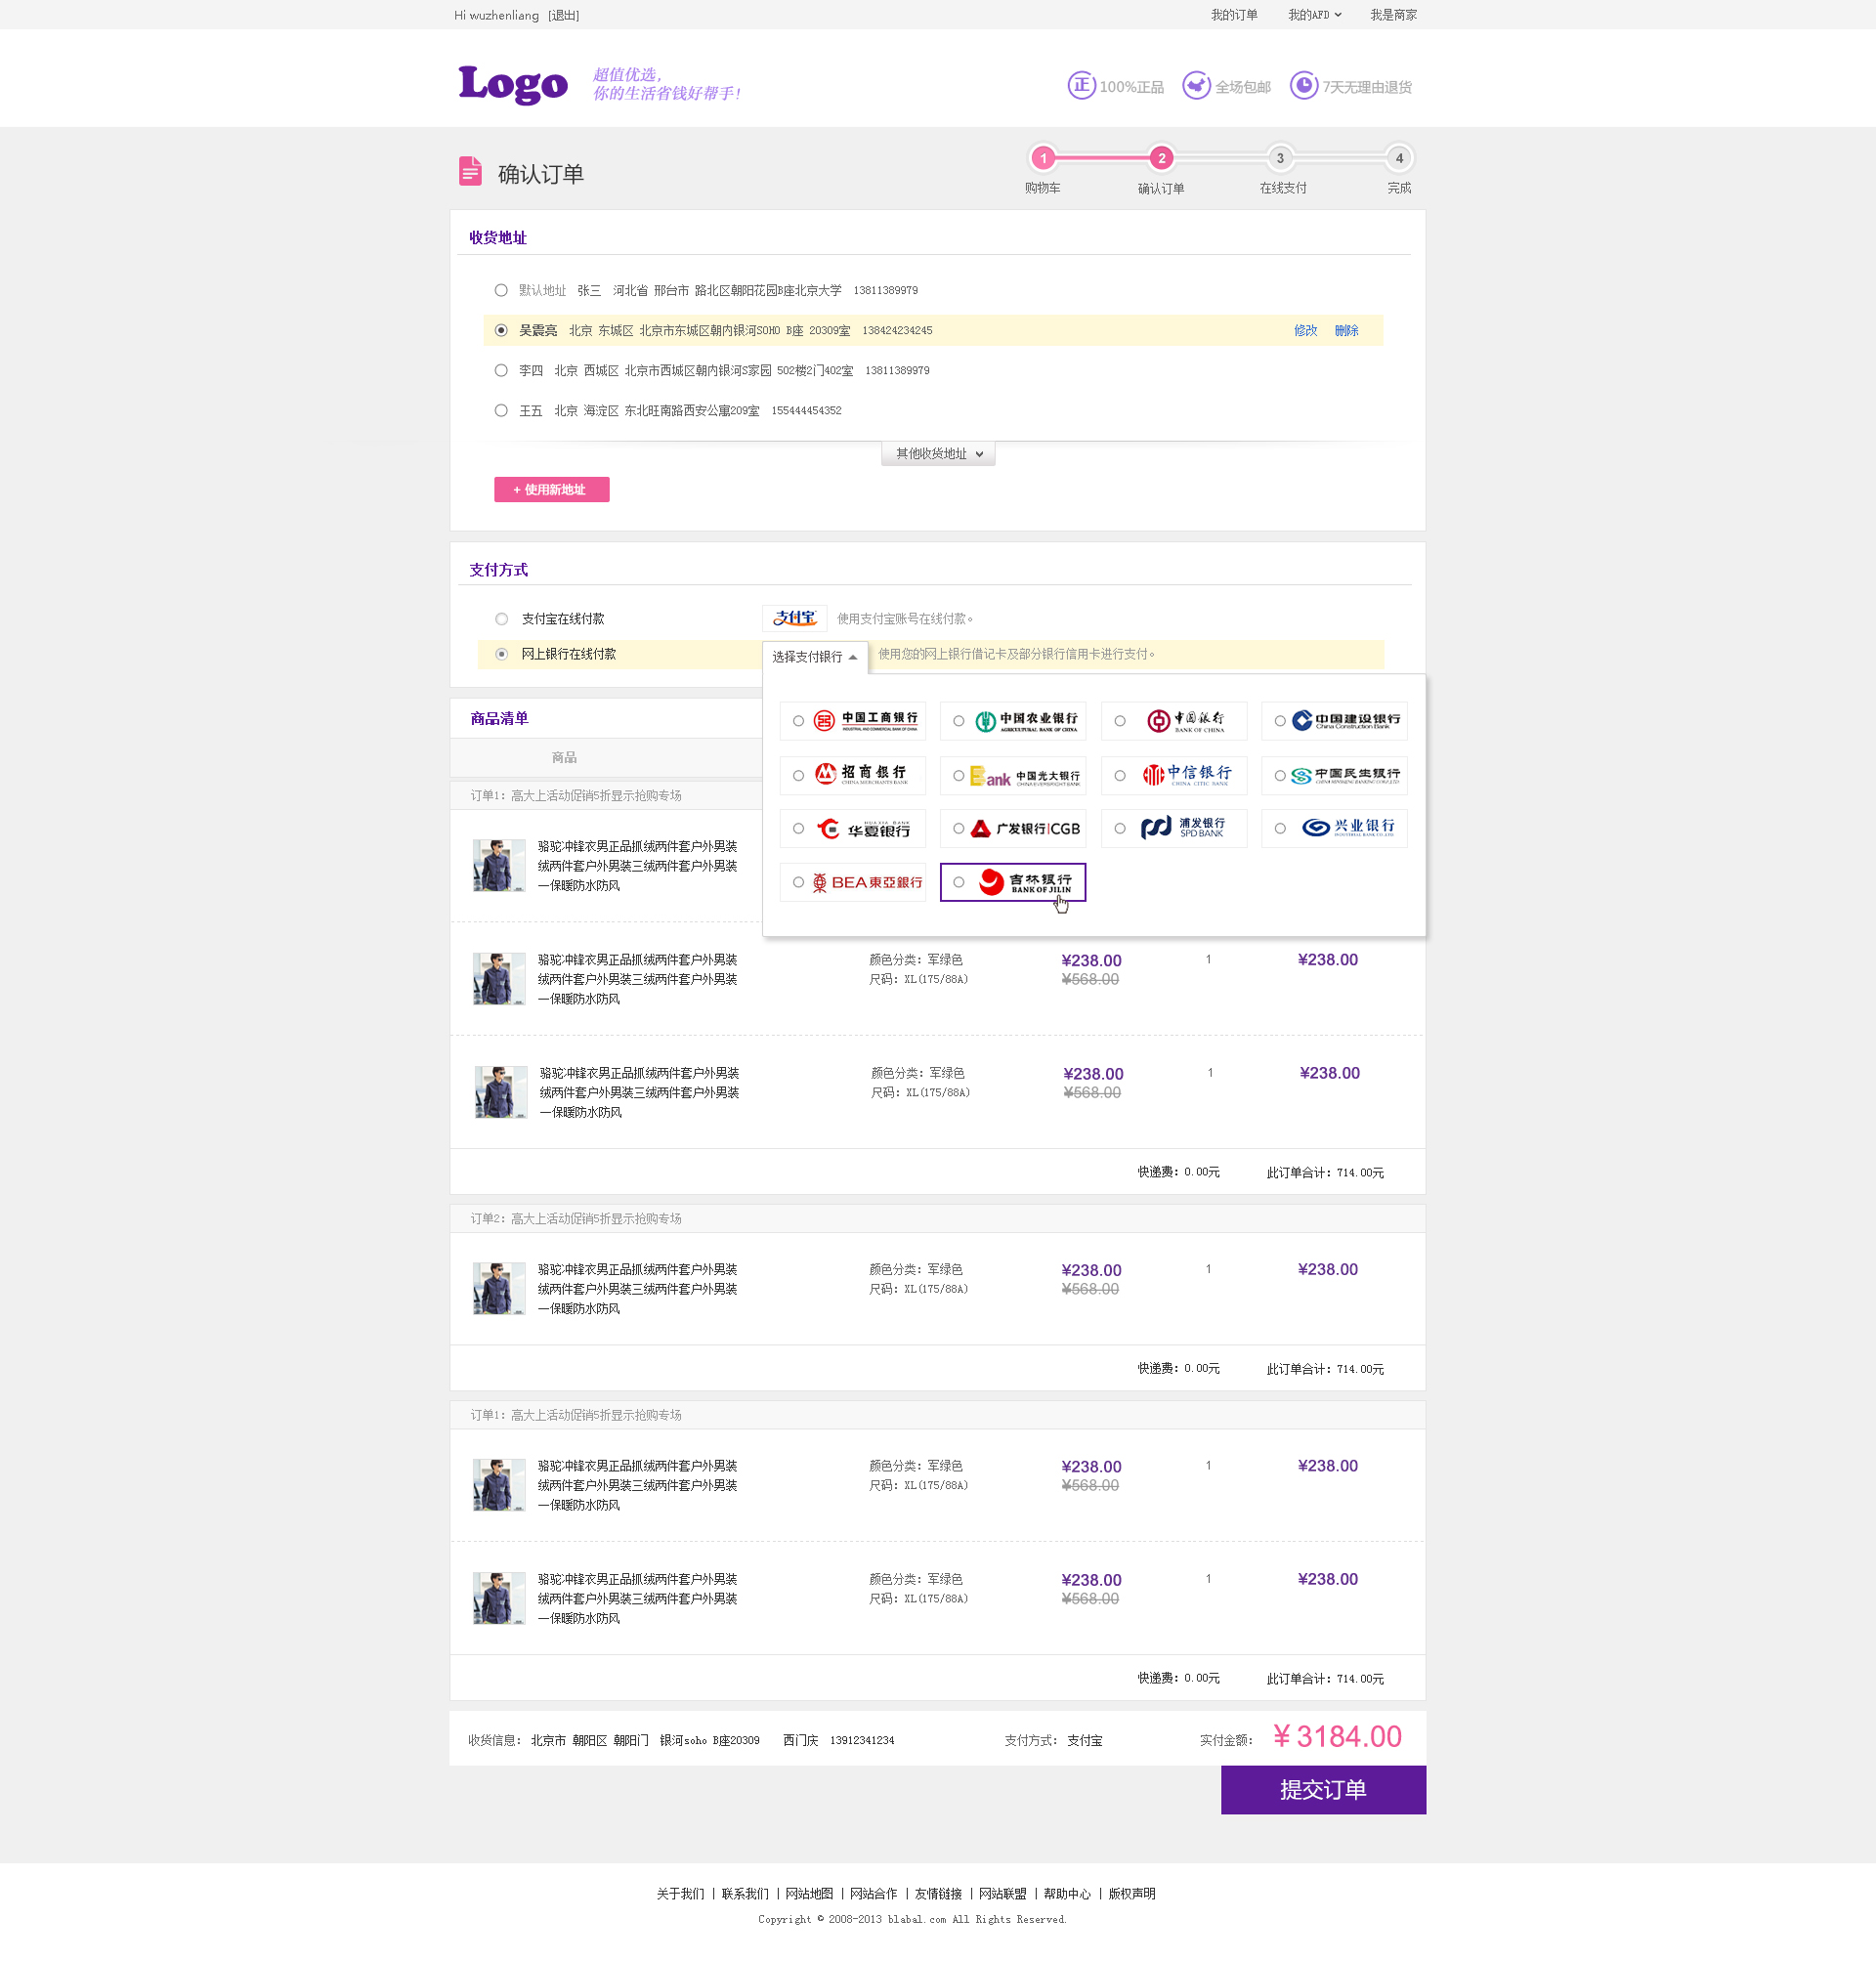 Hi wuzhenliang [退出]
我的订单 我的AFD 我是商家
Logo
超值优选，
你的生活省钱好帮手！
正 100%正品 全场包邮 7天无理由退货
确认订单
1 2 3 4
购物车 确认订单 在线支付 完成
收货地址
默认地址 张三 河北省 邢台市 路北区朝阳花园B座北京大学 13811389979
吴震亮 北京 东城区 北京市东城区朝内银河SOHO B座 20309室 138424234245 修改 删除
李四 北京 西城区 北京市西城区朝内银河S家园 502楼2门402室 13811389979
王五 北京 海淀区 东北旺南路西安公寓209室 155444454352
其他收货地址
+ 使用新地址
支付方式
支付宝在线付款 支付宝 使用支付宝账号在线付款。
网上银行在线付款 选择支付银行 使用您的网上银行借记卡及部分银行信用卡进行支付。
中国工商银行 INDUSTRIAL AND COMMERCIAL BANK OF CHINA
中国农业银行 AGRICULTURAL BANK OF CHINA
中国银行 BANK OF CHINA
中国建设银行 China Construction Bank
招商银行 CHINA MERCHANTS BANK
Bank 中国光大银行 CHINA EVERBRIGHT BANK
中信银行 CHINA CITIC BANK
中国民生银行 CHINA MINSHENG BANKING CORP.,LTD.
HUAXIA BANK 华夏银行
广发银行|CGB
浦发银行 SPD BANK
兴业银行 INDUSTRIAL BANK CO.,LTD.
BEA東亞銀行
吉林银行 BANK OF JILIN
商品清单
商品
订单1：高大上活动促销5折显示抢购专场
骆驼冲锋衣男正品抓绒两件套户外男装
绒两件套户外男装三绒两件套户外男装
一保暖防水防风
骆驼冲锋衣男正品抓绒两件套户外男装 颜色分类：军绿色 ¥238.00 1 ¥238.00
绒两件套户外男装三绒两件套户外男装 尺码：XL(175/88A) ¥568.00
一保暖防水防风
骆驼冲锋衣男正品抓绒两件套户外男装 颜色分类：军绿色 ¥238.00 1 ¥238.00
绒两件套户外男装三绒两件套户外男装 尺码：XL(175/88A) ¥568.00
一保暖防水防风
快递费：0.00元 此订单合计：714.00元
订单2：高大上活动促销5折显示抢购专场
骆驼冲锋衣男正品抓绒两件套户外男装 颜色分类：军绿色 ¥238.00 1 ¥238.00
绒两件套户外男装三绒两件套户外男装 尺码：XL(175/88A) ¥568.00
一保暖防水防风
快递费：0.00元 此订单合计：714.00元
订单1：高大上活动促销5折显示抢购专场
骆驼冲锋衣男正品抓绒两件套户外男装 颜色分类：军绿色 ¥238.00 1 ¥238.00
绒两件套户外男装三绒两件套户外男装 尺码：XL(175/88A) ¥568.00
一保暖防水防风
骆驼冲锋衣男正品抓绒两件套户外男装 颜色分类：军绿色 ¥238.00 1 ¥238.00
绒两件套户外男装三绒两件套户外男装 尺码：XL(175/88A) ¥568.00
一保暖防水防风
快递费：0.00元 此订单合计：714.00元
收货信息：北京市 朝阳区 朝阳门 银河soho B座20309 西门庆 13912341234 支付方式：支付宝 实付金额：¥3184.00
提交订单
关于我们 | 联系我们 | 网站地图 | 网站合作 | 友情链接 | 网站联盟 | 帮助中心 | 版权声明
Copyright © 2008-2013 blabal.com All Rights Reserved.